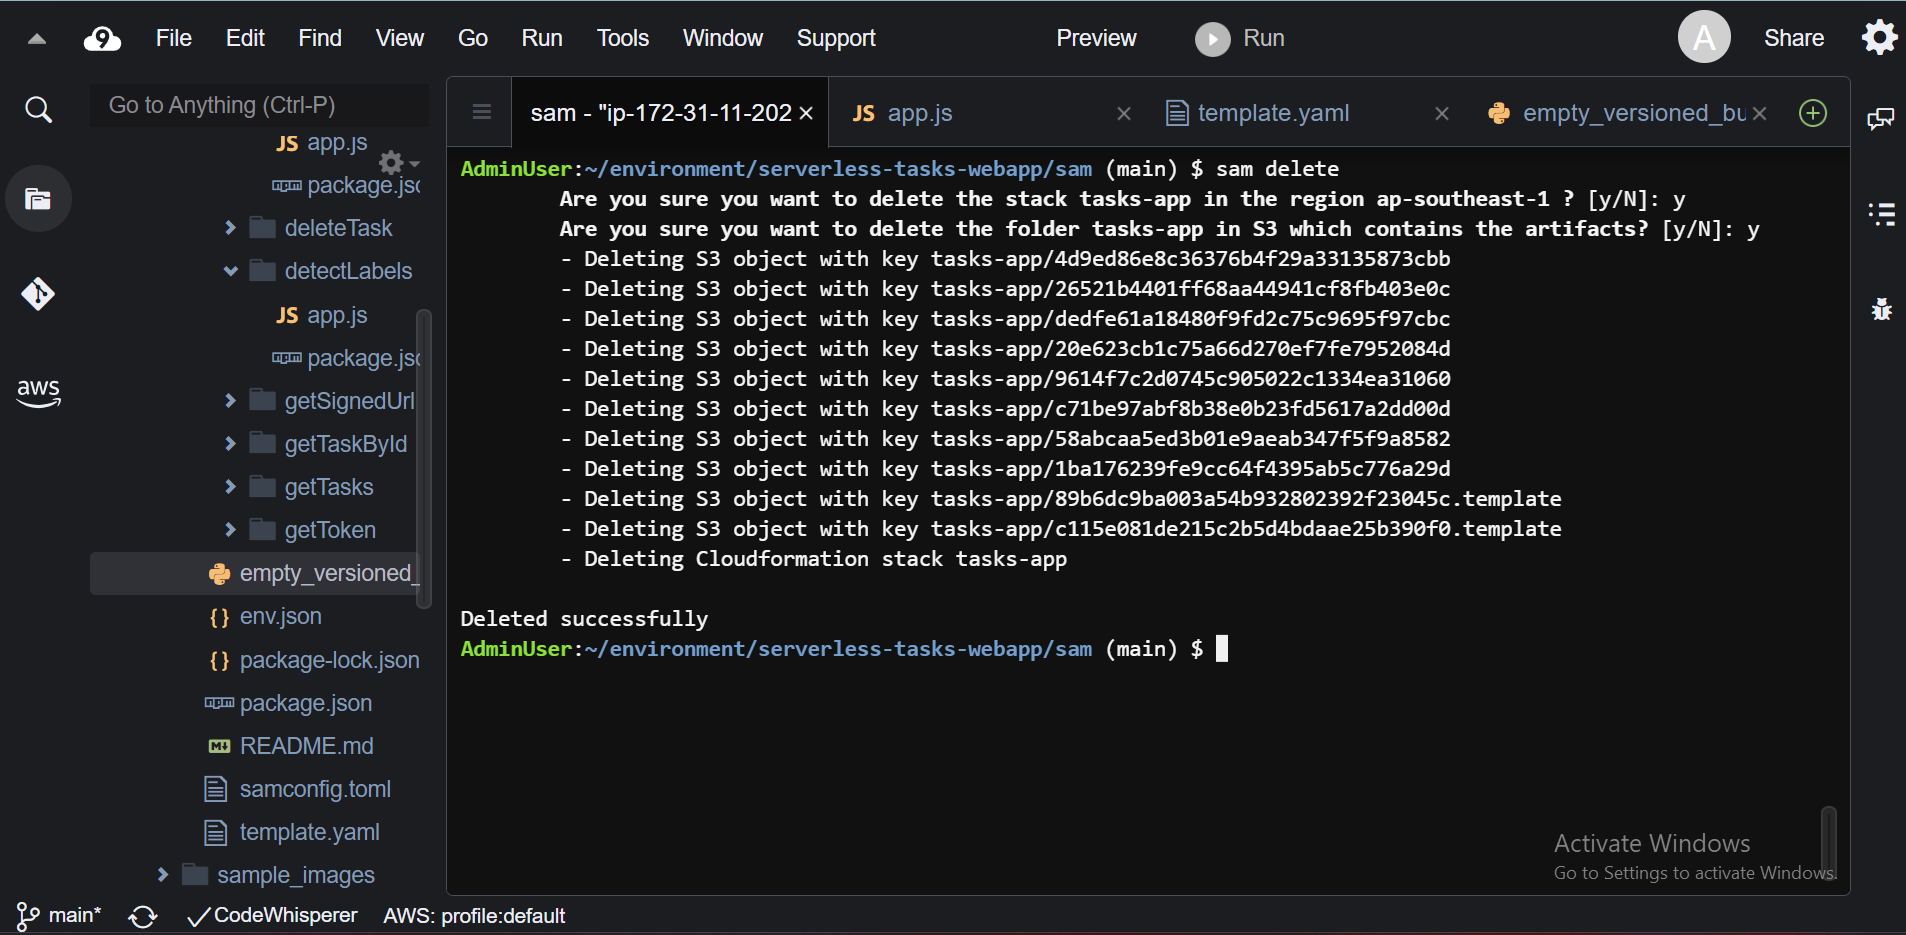 File Edit Find View Go Run Tools Window Support Preview Run A Share
Go to Anything (Ctrl-P)
JS app.js
package.jsc
deleteTask
detectLabels
JS app.js
package.jsc
getSignedUrl
getTaskById
getTasks
getToken
empty_versioned_
{} env.json
{} package-lock.json
package.json
M↓ README.md
samconfig.toml
template.yaml
sample_images
aws
sam - "ip-172-31-11-202 × JS app.js × template.yaml × empty_versioned_bu ×
AdminUser:~/environment/serverless-tasks-webapp/sam (main) $ sam delete
Are you sure you want to delete the stack tasks-app in the region ap-southeast-1 ? [y/N]: y
Are you sure you want to delete the folder tasks-app in S3 which contains the artifacts? [y/N]: y
- Deleting S3 object with key tasks-app/4d9ed86e8c36376b4f29a33135873cbb
- Deleting S3 object with key tasks-app/26521b4401ff68aa44941cf8fb403e0c
- Deleting S3 object with key tasks-app/dedfe61a18480f9fd2c75c9695f97cbc
- Deleting S3 object with key tasks-app/20e623cb1c75a66d270ef7fe7952084d
- Deleting S3 object with key tasks-app/9614f7c2d0745c905022c1334ea31060
- Deleting S3 object with key tasks-app/c71be97abf8b38e0b23fd5617a2dd00d
- Deleting S3 object with key tasks-app/58abcaa5ed3b01e9aeab347f5f9a8582
- Deleting S3 object with key tasks-app/1ba176239fe9cc64f4395ab5c776a29d
- Deleting S3 object with key tasks-app/89b6dc9ba003a54b932802392f23045c.template
- Deleting S3 object with key tasks-app/c115e081de215c2b5d4bdaae25b390f0.template
- Deleting Cloudformation stack tasks-app
Deleted successfully
AdminUser:~/environment/serverless-tasks-webapp/sam (main) $
Activate Windows
Go to Settings to activate Windows.
main* CodeWhisperer AWS: profile:default